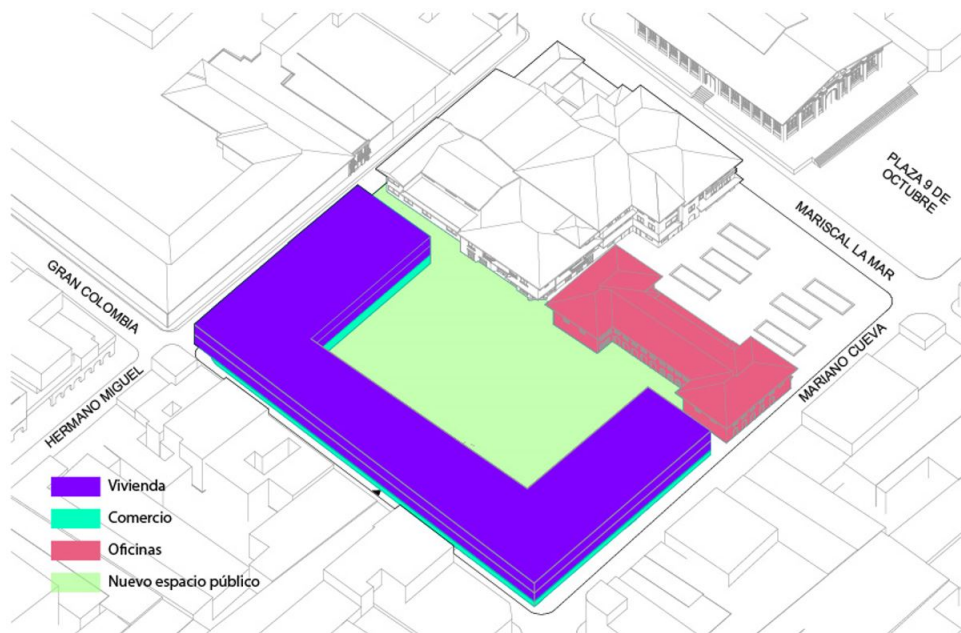 PLAZA 9 DE
OCTUBRE
MARISCAL LA MAR
GRAN COLOMBIA
MARIANO CUEVA
HERMANO MIGUEL
Vivienda
Comercio
Oficinas
Nuevo espacio público